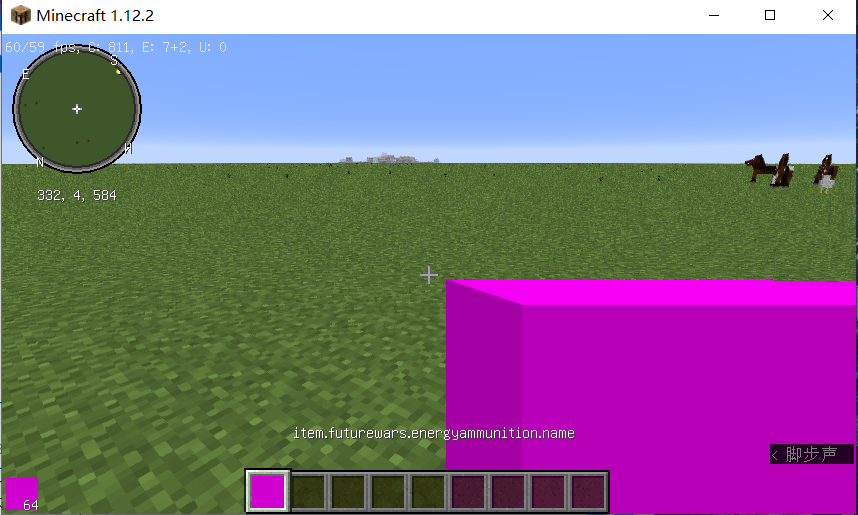 Minecraft 1.12.2
60/59 fps, C: 811, E: 7+2, U: 0
S
E
W
N
332, 4, 584
item.futurewars.energyammunition.name
< 脚步声
64